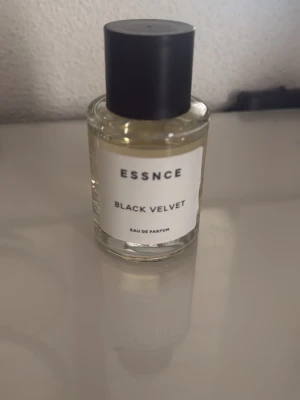 ESSNCE
BLACK VELVET
EAU DE PARFUM